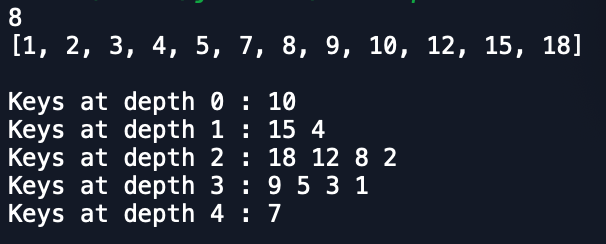 8
[1, 2, 3, 4, 5, 7, 8, 9, 10, 12, 15, 18]
Keys at depth 0 : 10
Keys at depth 1 : 15 4
Keys at depth 2 : 18 12 8 2
Keys at depth 3 : 9 5 3 1
Keys at depth 4 : 7